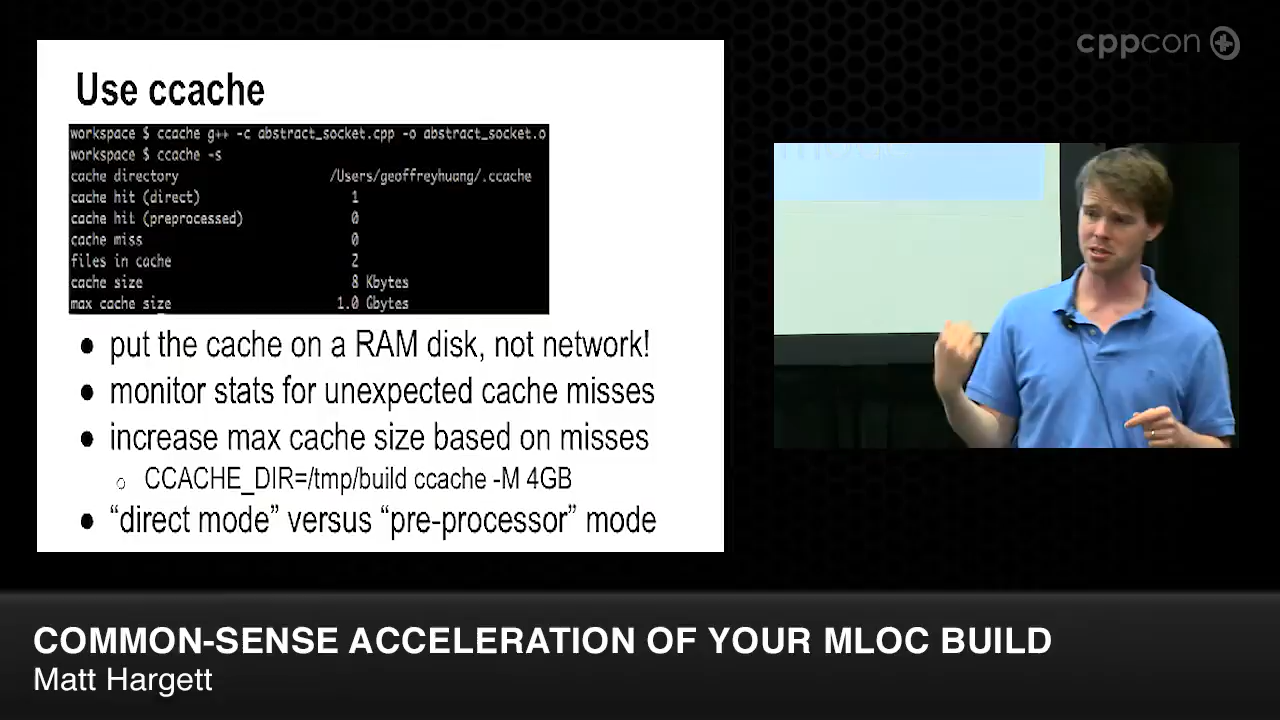 cppcon
Use ccache
workspace $ ccache g++ -c abstract_socket.cpp -o abstract_socket.o
workspace $ ccache -s
cache directory /Users/geoffreyhuang/.ccache
cache hit (direct) 1
cache hit (preprocessed) 0
cache miss 0
files in cache 2
cache size 8 Kbytes
max cache size 1.0 Gbytes
● put the cache on a RAM disk, not network!
● monitor stats for unexpected cache misses
● increase max cache size based on misses
○ CCACHE_DIR=/tmp/build ccache -M 4GB
● “direct mode” versus “pre-processor” mode
COMMON-SENSE ACCELERATION OF YOUR MLOC BUILD
Matt Hargett